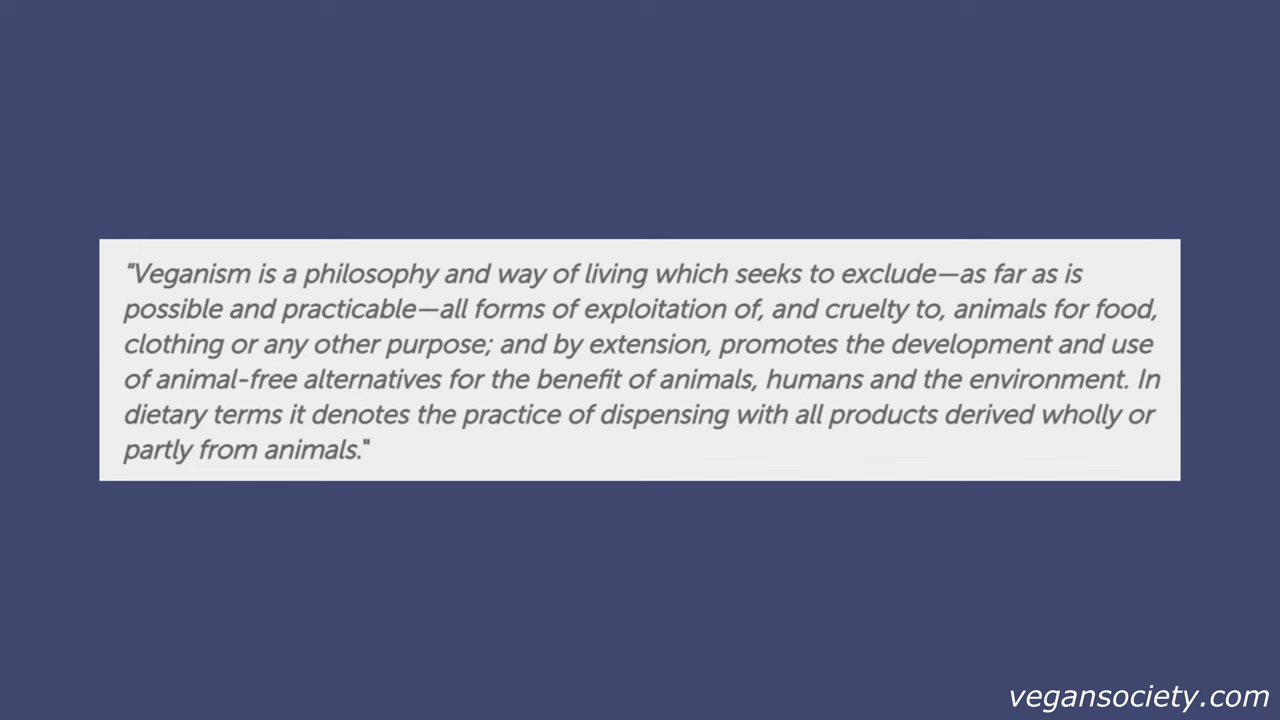 "Veganism is a philosophy and way of living which seeks to exclude—as far as is
possible and practicable—all forms of exploitation of, and cruelty to, animals for food,
clothing or any other purpose; and by extension, promotes the development and use
of animal-free alternatives for the benefit of animals, humans and the environment. In
dietary terms it denotes the practice of dispensing with all products derived wholly or
partly from animals."
vegansociety.com